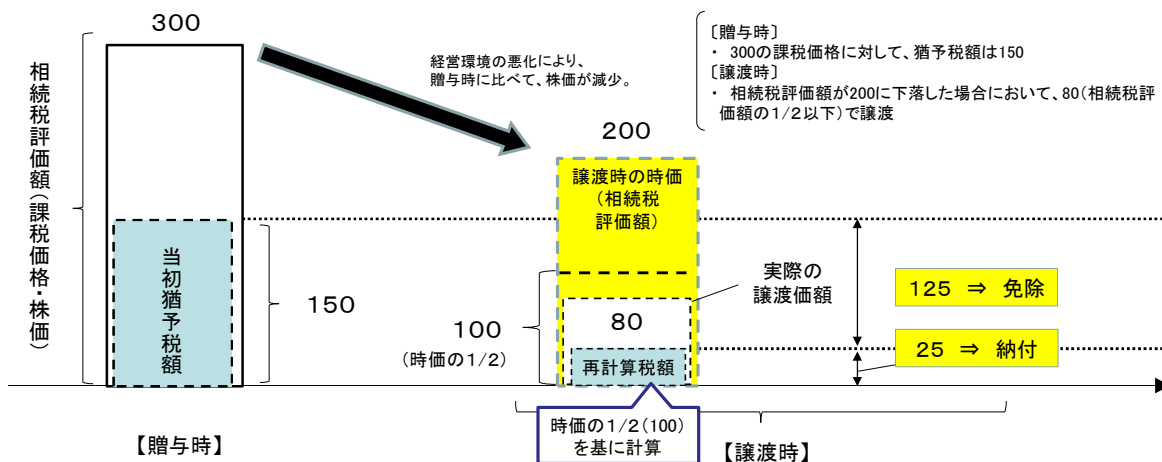 300
相続税評価額(課税価格・株価)
当初猶予税額
150
【贈与時】
経営環境の悪化により、
贈与時に比べて、株価が減少。
〔贈与時〕
・ 300の課税価格に対して、猶予税額は150
〔譲渡時〕
・ 相続税評価額が200に下落した場合において、80(相続税評
価額の1/2以下)で譲渡
200
譲渡時の時価
(相続税
評価額)
100
(時価の1/2)
80
再計算税額
実際の
譲渡価額
125 ⇒ 免除
25 ⇒ 納付
時価の1/2(100)
を基に計算
【譲渡時】